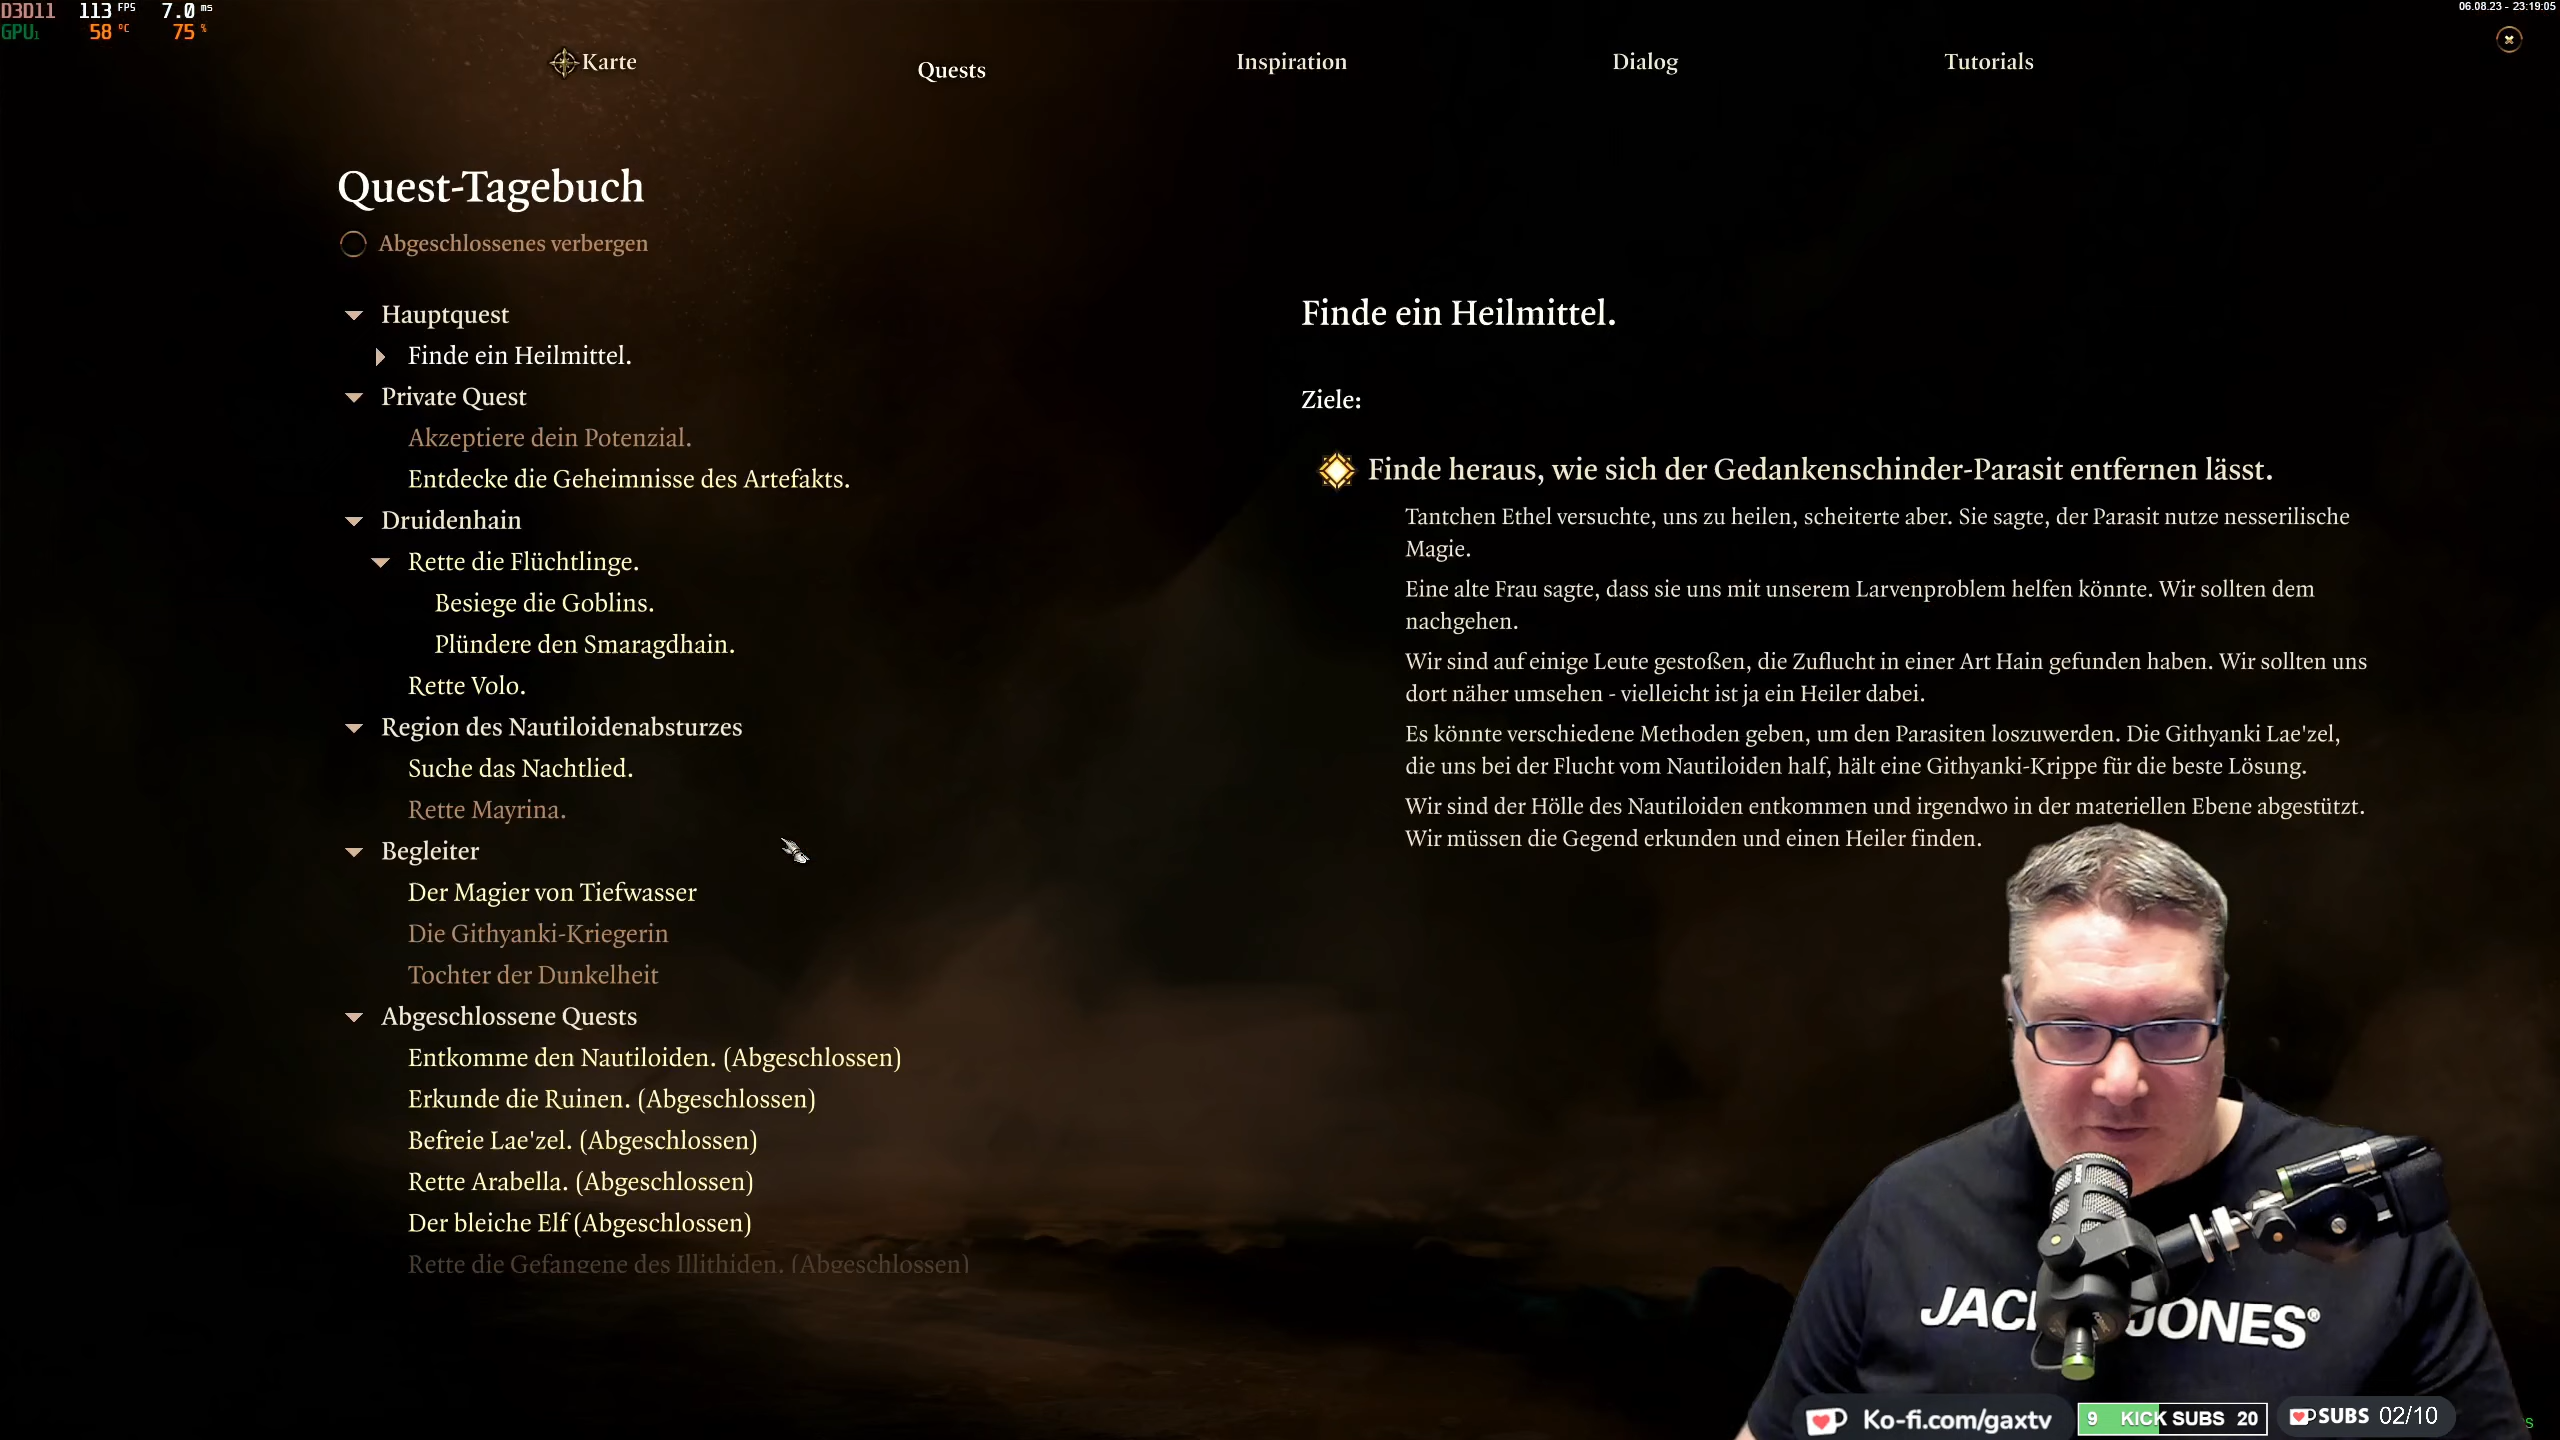 D3D11 113 FPS 7.0 ms
GPU1 58 °C 75 %
06.08.23 - 23:19:05
Karte
Quests
Inspiration
Dialog
Tutorials
Quest-Tagebuch
Abgeschlossenes verbergen
Hauptquest
Finde ein Heilmittel.
Private Quest
Akzeptiere dein Potenzial.
Entdecke die Geheimnisse des Artefakts.
Druidenhain
Rette die Flüchtlinge.
Besiege die Goblins.
Plündere den Smaragdhain.
Rette Volo.
Region des Nautiloidenabsturzes
Suche das Nachtlied.
Rette Mayrina.
Begleiter
Der Magier von Tiefwasser
Die Githyanki-Kriegerin
Tochter der Dunkelheit
Abgeschlossene Quests
Entkomme den Nautiloiden. (Abgeschlossen)
Erkunde die Ruinen. (Abgeschlossen)
Befreie Lae'zel. (Abgeschlossen)
Rette Arabella. (Abgeschlossen)
Der bleiche Elf (Abgeschlossen)
Rette die Gefangene des Illithiden. (Abgeschlossen)
Finde ein Heilmittel.
Ziele:
Finde heraus, wie sich der Gedankenschinder-Parasit entfernen lässt.
Tantchen Ethel versuchte, uns zu heilen, scheiterte aber. Sie sagte, der Parasit nutze nesserilische
Magie.
Eine alte Frau sagte, dass sie uns mit unserem Larvenproblem helfen könnte. Wir sollten dem
nachgehen.
Wir sind auf einige Leute gestoßen, die Zuflucht in einer Art Hain gefunden haben. Wir sollten uns
dort näher umsehen - vielleicht ist ja ein Heiler dabei.
Es könnte verschiedene Methoden geben, um den Parasiten loszuwerden. Die Githyanki Lae'zel,
die uns bei der Flucht vom Nautiloiden half, hält eine Githyanki-Krippe für die beste Lösung.
Wir sind der Hölle des Nautiloiden entkommen und irgendwo in der materiellen Ebene abgestützt.
Wir müssen die Gegend erkunden und einen Heiler finden.
JAC JONES®
Ko-fi.com/gaxtv
9 KICK SUBS 20
SUBS 02/10